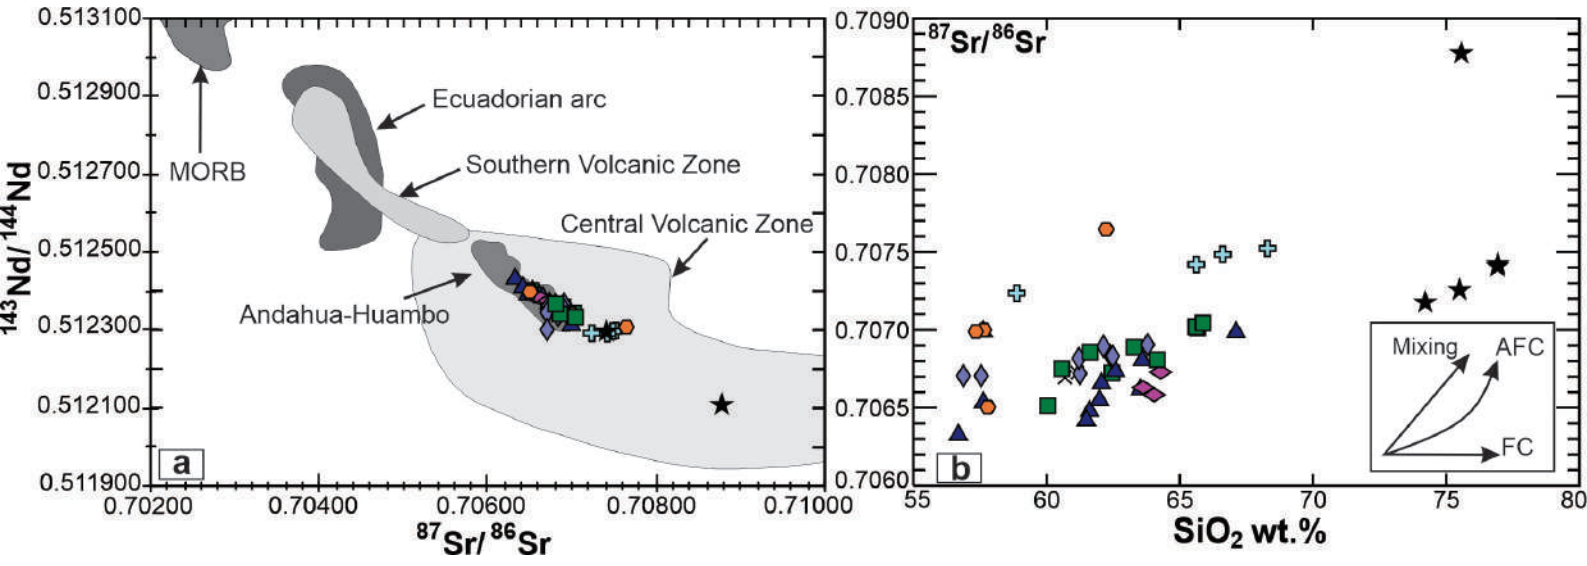 0.513100
0.512900
0.512700
0.512500
0.512300
0.512100
0.511900
¹⁴³Nd/¹⁴⁴Nd
MORB
Ecuadorian arc
Southern Volcanic Zone
Central Volcanic Zone
Andahua-Huambo
a
0.70200
0.70400
0.70600
0.70800
0.71000
⁸⁷Sr/⁸⁶Sr
0.7090
0.7085
0.7080
0.7075
0.7070
0.7065
0.7060
⁸⁷Sr/⁸⁶Sr
Mixing
AFC
FC
b
55
60
65
70
75
80
SiO₂ wt.%